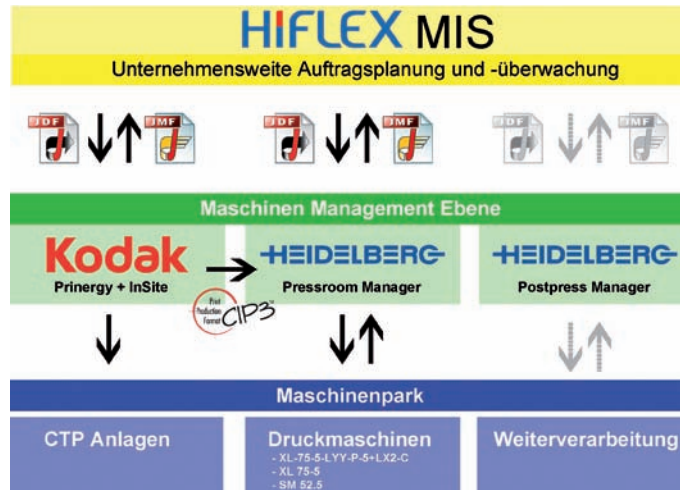 HIFLEX MIS
Unternehmensweite Auftragsplanung und -überwachung
JDF JMF JDF JMF JDF JMF
Maschinen Management Ebene
Kodak HEIDELBERG HEIDELBERG
Prinergy + InSite Pressroom Manager Postpress Manager
Print
Production
Format CIP3
Maschinenpark
CTP Anlagen Druckmaschinen Weiterverarbeitung
- XL-75-5-LYY-P-5+LX2-C
- XL 75-5
- SM 52.5